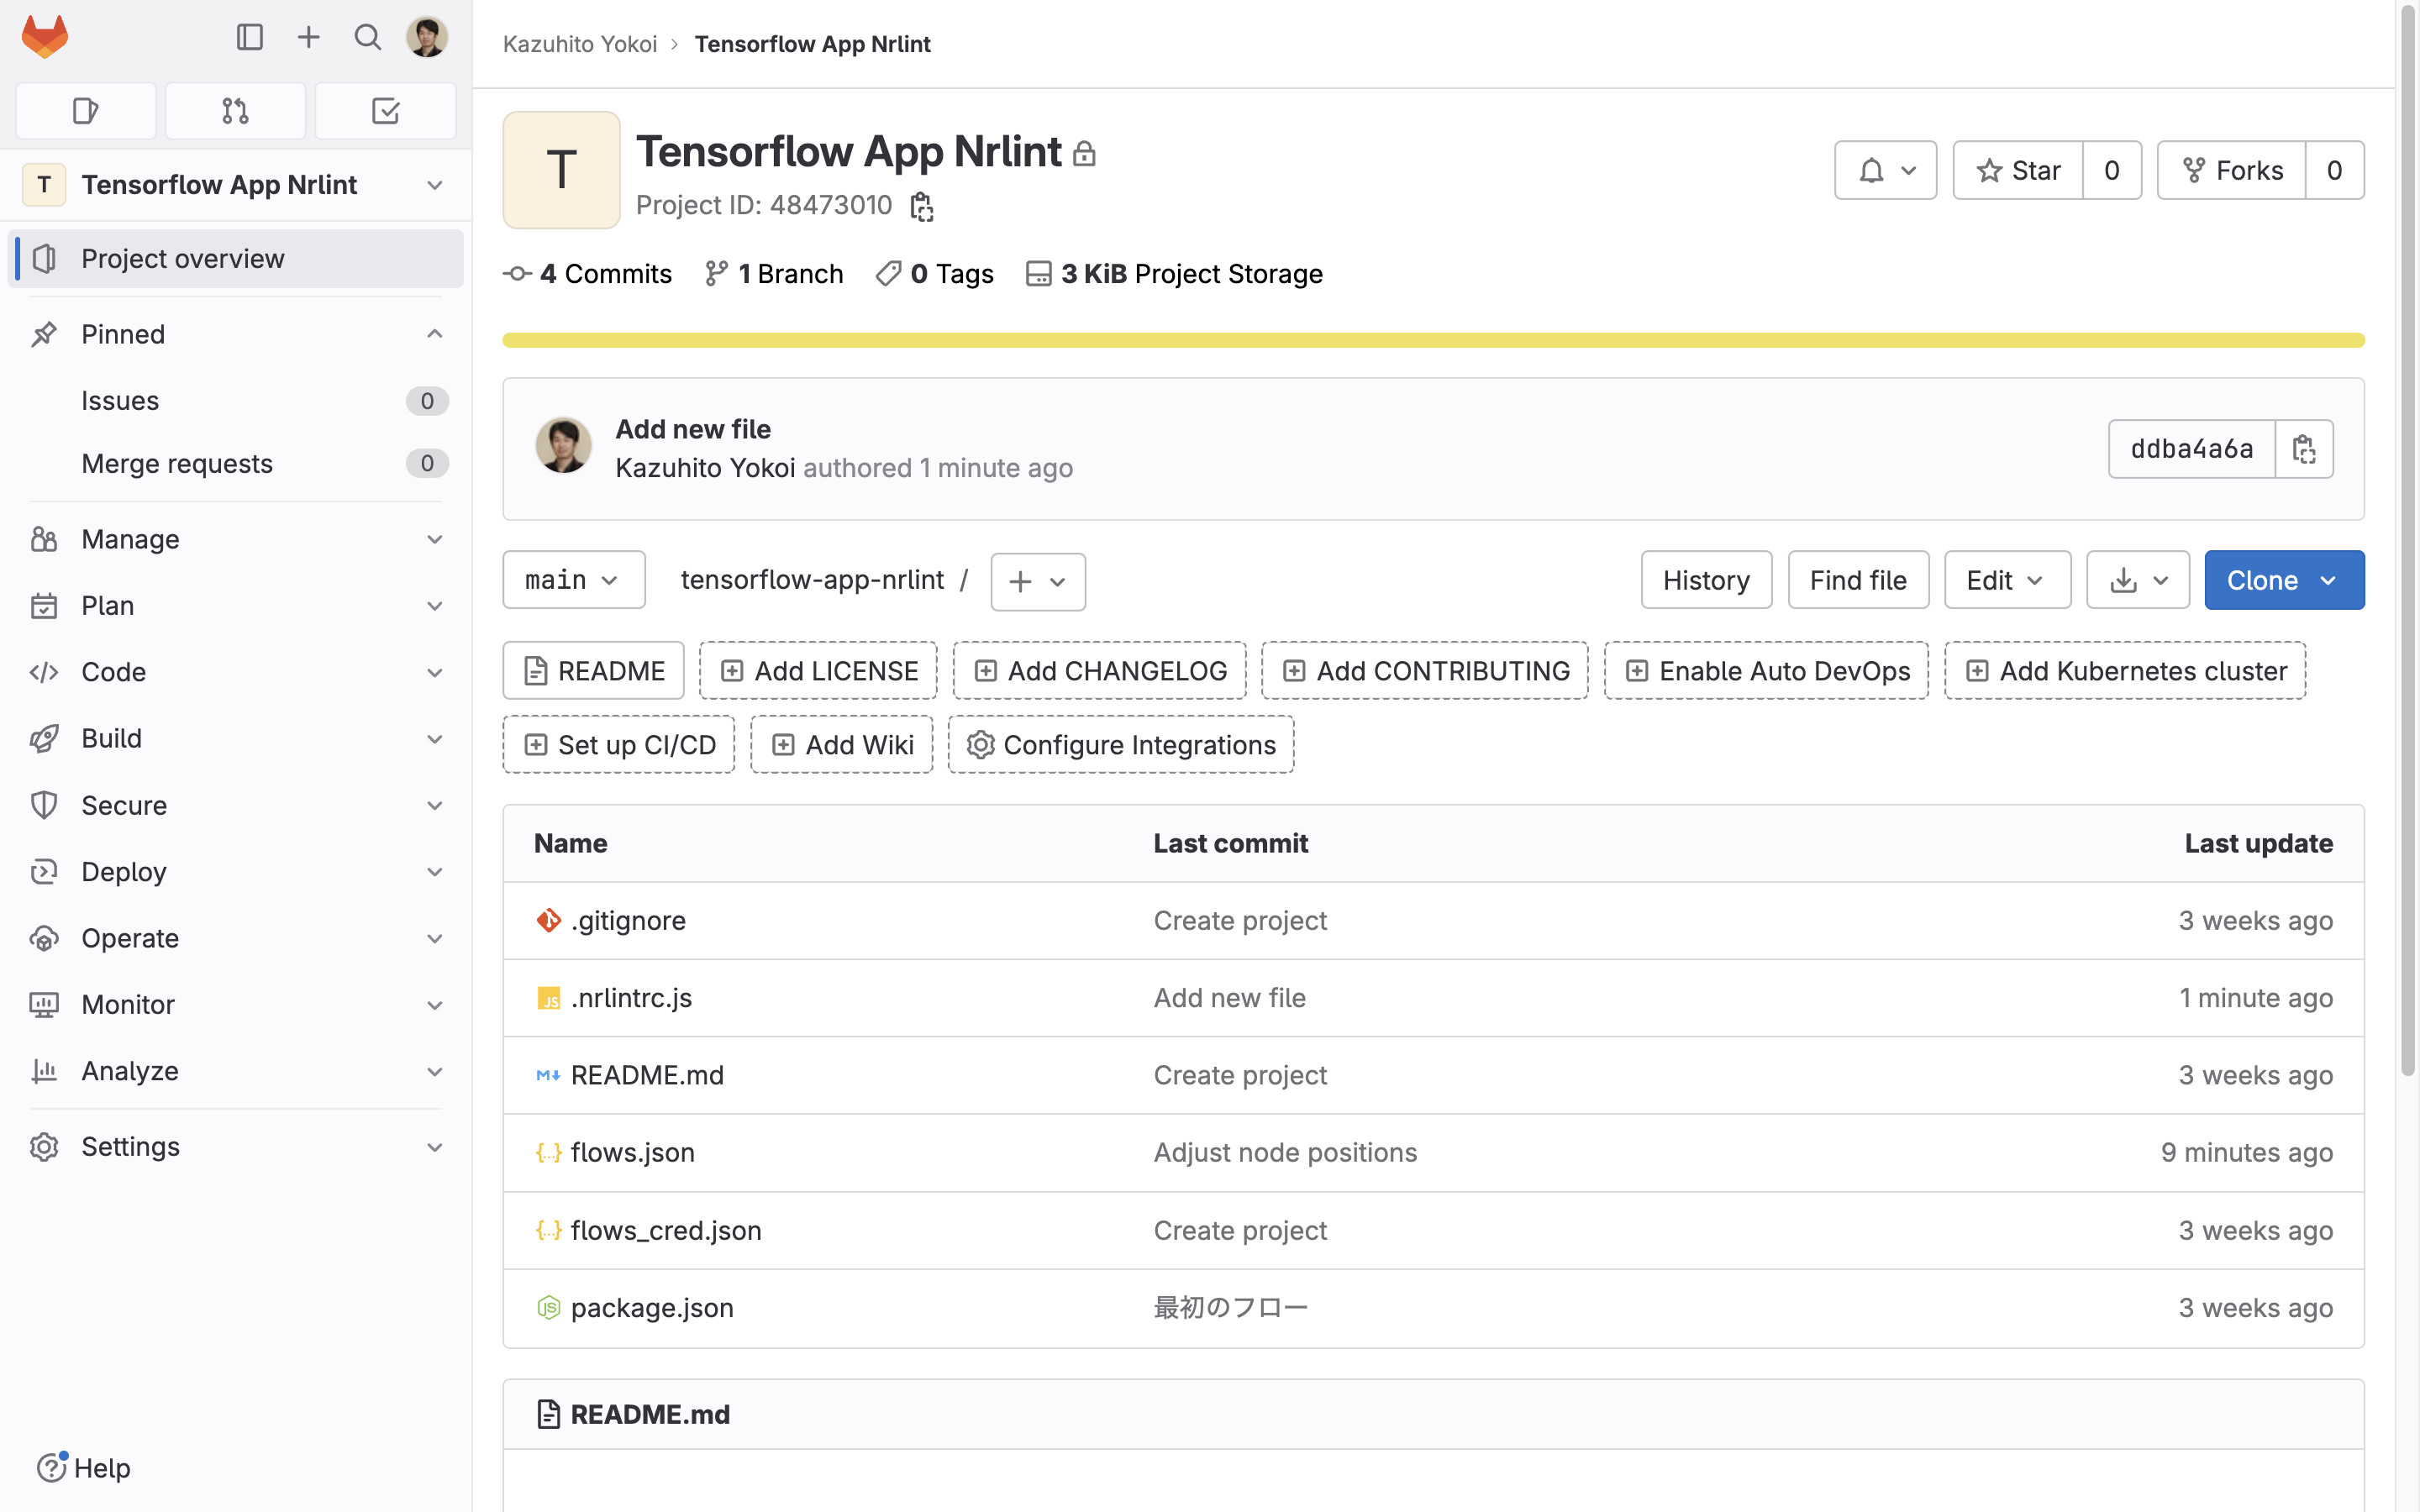 Kazuhito Yokoi › Tensorflow App Nrlint
T Tensorflow App Nrlint
Project overview
Pinned
Issues 0
Merge requests 0
Manage
Plan
Code
Build
Secure
Deploy
Operate
Monitor
Analyze
Settings
Help
T
Tensorflow App Nrlint
Project ID: 48473010
Star 0
Forks 0
4 Commits 1 Branch 0 Tags 3 KiB Project Storage
Add new file
Kazuhito Yokoi authored 1 minute ago
ddba4a6a
main tensorflow-app-nrlint / + History Find file Edit Clone
README Add LICENSE Add CHANGELOG Add CONTRIBUTING Enable Auto DevOps Add Kubernetes cluster
Set up CI/CD Add Wiki Configure Integrations
Name Last commit Last update
.gitignore Create project 3 weeks ago
JS .nrlintrc.js Add new file 1 minute ago
README.md Create project 3 weeks ago
flows.json Adjust node positions 9 minutes ago
flows_cred.json Create project 3 weeks ago
package.json 最初のフロー 3 weeks ago
README.md